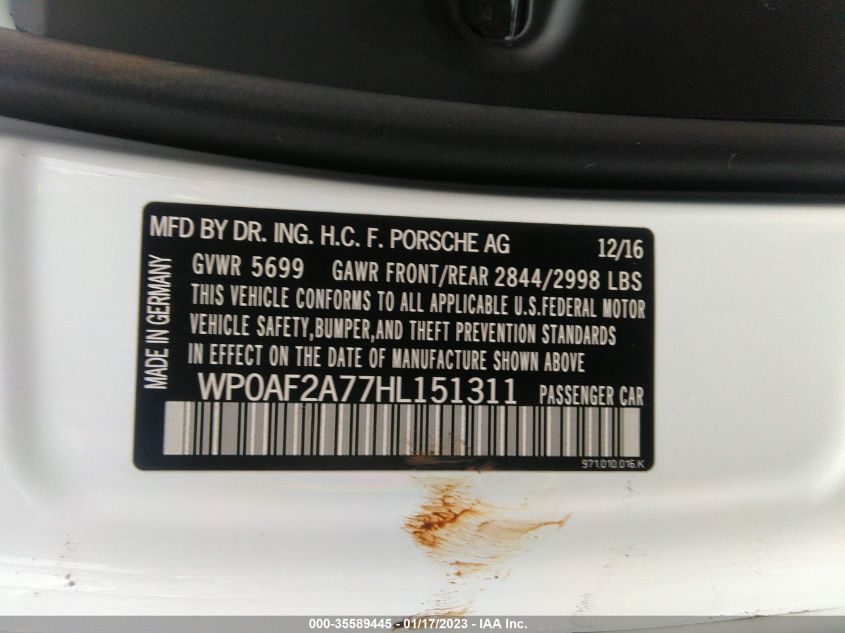 MFD BY DR. ING. H.C. F. PORSCHE AG 12/16
MADE IN GERMANY
GVWR 5699 GAWR FRONT/REAR 2844/2998 LBS
THIS VEHICLE CONFORMS TO ALL APPLICABLE U.S.FEDERAL MOTOR
VEHICLE SAFETY,BUMPER,AND THEFT PREVENTION STANDARDS
IN EFFECT ON THE DATE OF MANUFACTURE SHOWN ABOVE
WP0AF2A77HL151311 PASSENGER CAR
971.010.016.K
000-35589445 - 01/17/2023 - IAA Inc.